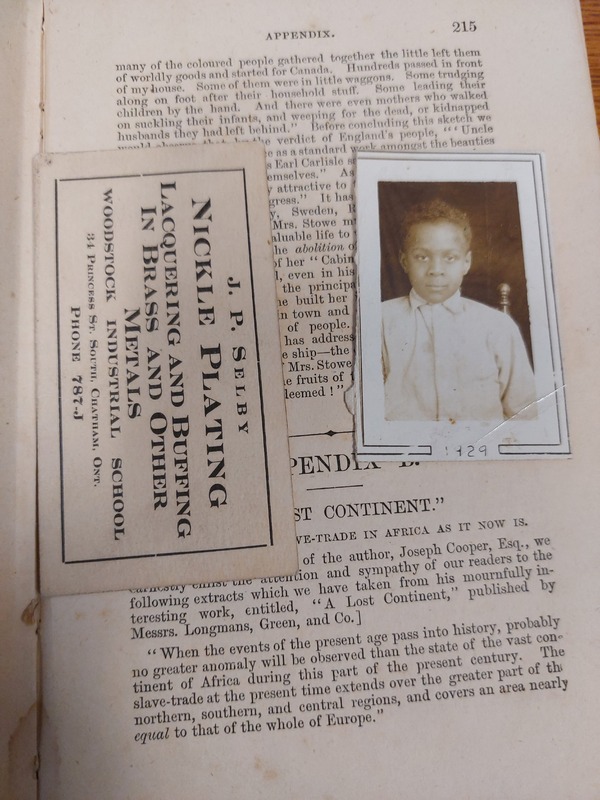 APPENDIX. 215
many of the coloured people gathered together the little left them
of worldly goods and started for Canada. Hundreds passed in front
of my house. Some of them were in little waggons. Some trudging
along on foot after their household stuff. Some leading their
children by the hand. And there were even mothers who walked
on suckling their infants, and weeping for the dead, or kidnapped
husbands they had left behind." Before concluding this sketch we
would observe that by the verdict of England's people, "'Uncle
e as a standard work amongst the beauties
s Earl Carlisle
emselves." As
y attractive to
gress." It has
y, Sweden,
Mrs. Stowe
aluable life to
he abolition
f her "Cabin
l, even in his
the principa
e built her
n town and
of people.
has address
e ship—the
Mrs. Stowe
e fruits of
leemed!"
PENDIX B.
ST CONTINENT."
VE-TRADE IN AFRICA AS IT NOW IS.
of the author, Joseph Cooper, Esq., we
earnestly enlist the attention and sympathy of our readers to the
following extracts which we have taken from his mournfully in-
teresting work, entitled, "A Lost Continent," published by
Messrs. Longmans, Green, and Co.]
"When the events of the present age pass into history, probably
no greater anomaly will be observed than the state of the vast con-
tinent of Africa during this part of the present century. The
slave-trade at the present time extends over the greater part of the
northern, southern, and central regions, and covers an area nearly
equal to that of the whole of Europe."
J. P. SELBY
NICKLE PLATING
LACQUERING AND BUFFING
IN BRASS AND OTHER
METALS
WOODSTOCK INDUSTRIAL SCHOOL
34 PRINCESS ST. SOUTH, CHATHAM, ONT.
PHONE 787-J
1929